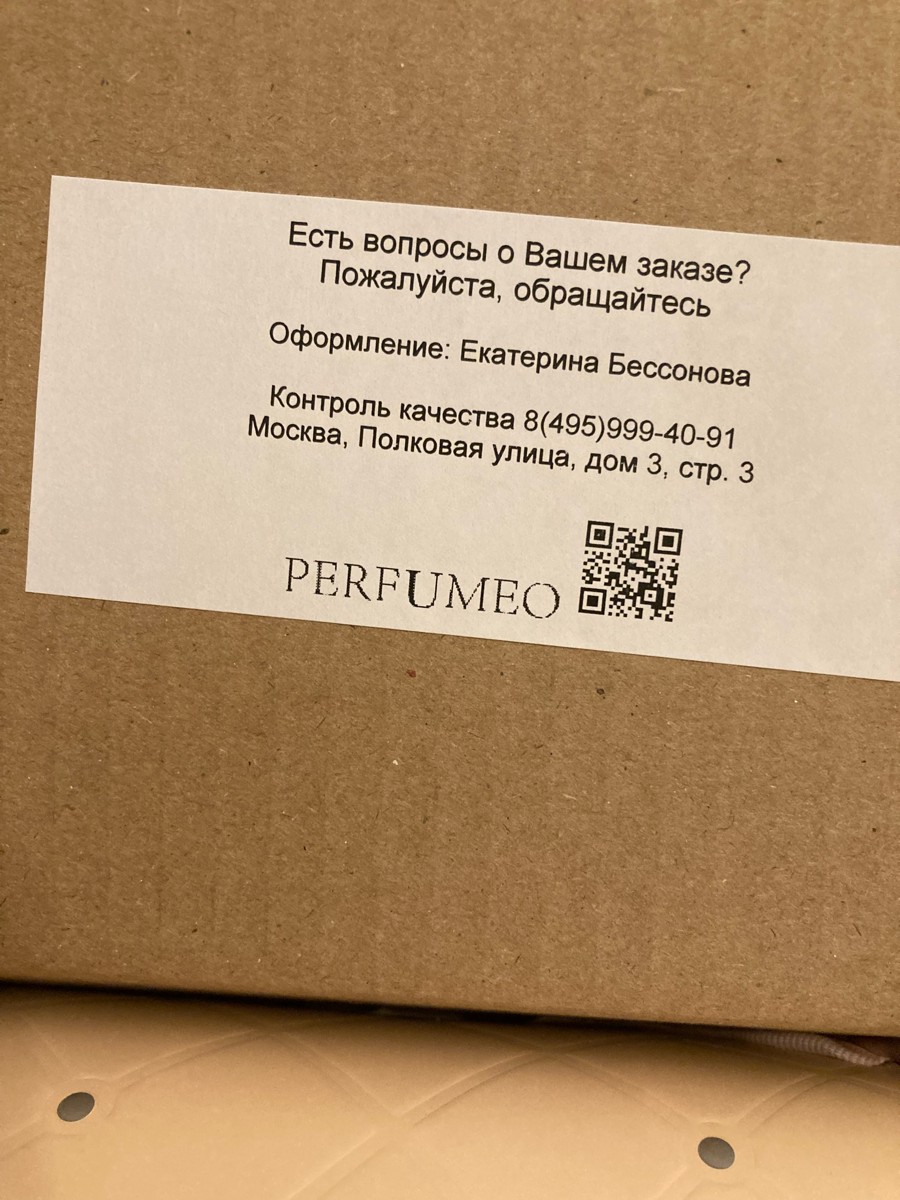 Есть вопросы о Вашем заказе?
Пожалуйста, обращайтесь
Оформление: Екатерина Бессонова
Контроль качества 8(495)999-40-91
Москва, Полковая улица, дом 3, стр. 3
PERFUMEO